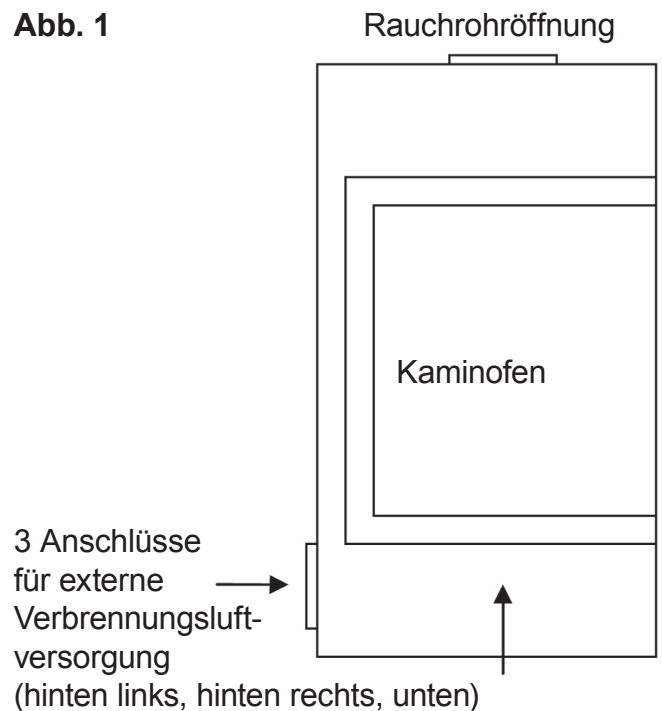 Abb. 1
Rauchrohröffnung
Kaminofen
3 Anschlüsse
für externe
Verbrennungsluft-
versorgung
(hinten links, hinten rechts, unten)